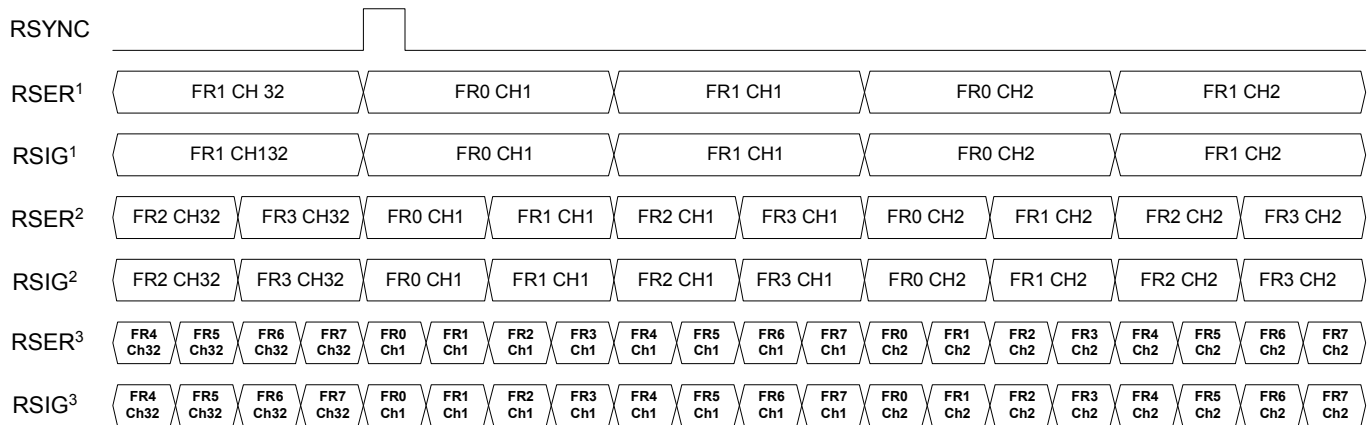 RSYNC
RSER¹ FR1 CH 32 FR0 CH1 FR1 CH1 FR0 CH2 FR1 CH2
RSIG¹ FR1 CH132 FR0 CH1 FR1 CH1 FR0 CH2 FR1 CH2
RSER² FR2 CH32 FR3 CH32 FR0 CH1 FR1 CH1 FR2 CH1 FR3 CH1 FR0 CH2 FR1 CH2 FR2 CH2 FR3 CH2
RSIG² FR2 CH32 FR3 CH32 FR0 CH1 FR1 CH1 FR2 CH1 FR3 CH1 FR0 CH2 FR1 CH2 FR2 CH2 FR3 CH2
FR4 FR5 FR6 FR7 FR0 FR1 FR2 FR3 FR4 FR5 FR6 FR7 FR0 FR1 FR2 FR3 FR4 FR5 FR6 FR7
RSER³ Ch32 Ch32 Ch32 Ch32 Ch1 Ch1 Ch1 Ch1 Ch1 Ch1 Ch1 Ch1 Ch2 Ch2 Ch2 Ch2 Ch2 Ch2 Ch2 Ch2
FR4 FR5 FR6 FR7 FR0 FR1 FR2 FR3 FR4 FR5 FR6 FR7 FR0 FR1 FR2 FR3 FR4 FR5 FR6 FR7
RSIG³ Ch32 Ch32 Ch32 Ch32 Ch1 Ch1 Ch1 Ch1 Ch1 Ch1 Ch1 Ch1 Ch2 Ch2 Ch2 Ch2 Ch2 Ch2 Ch2 Ch2